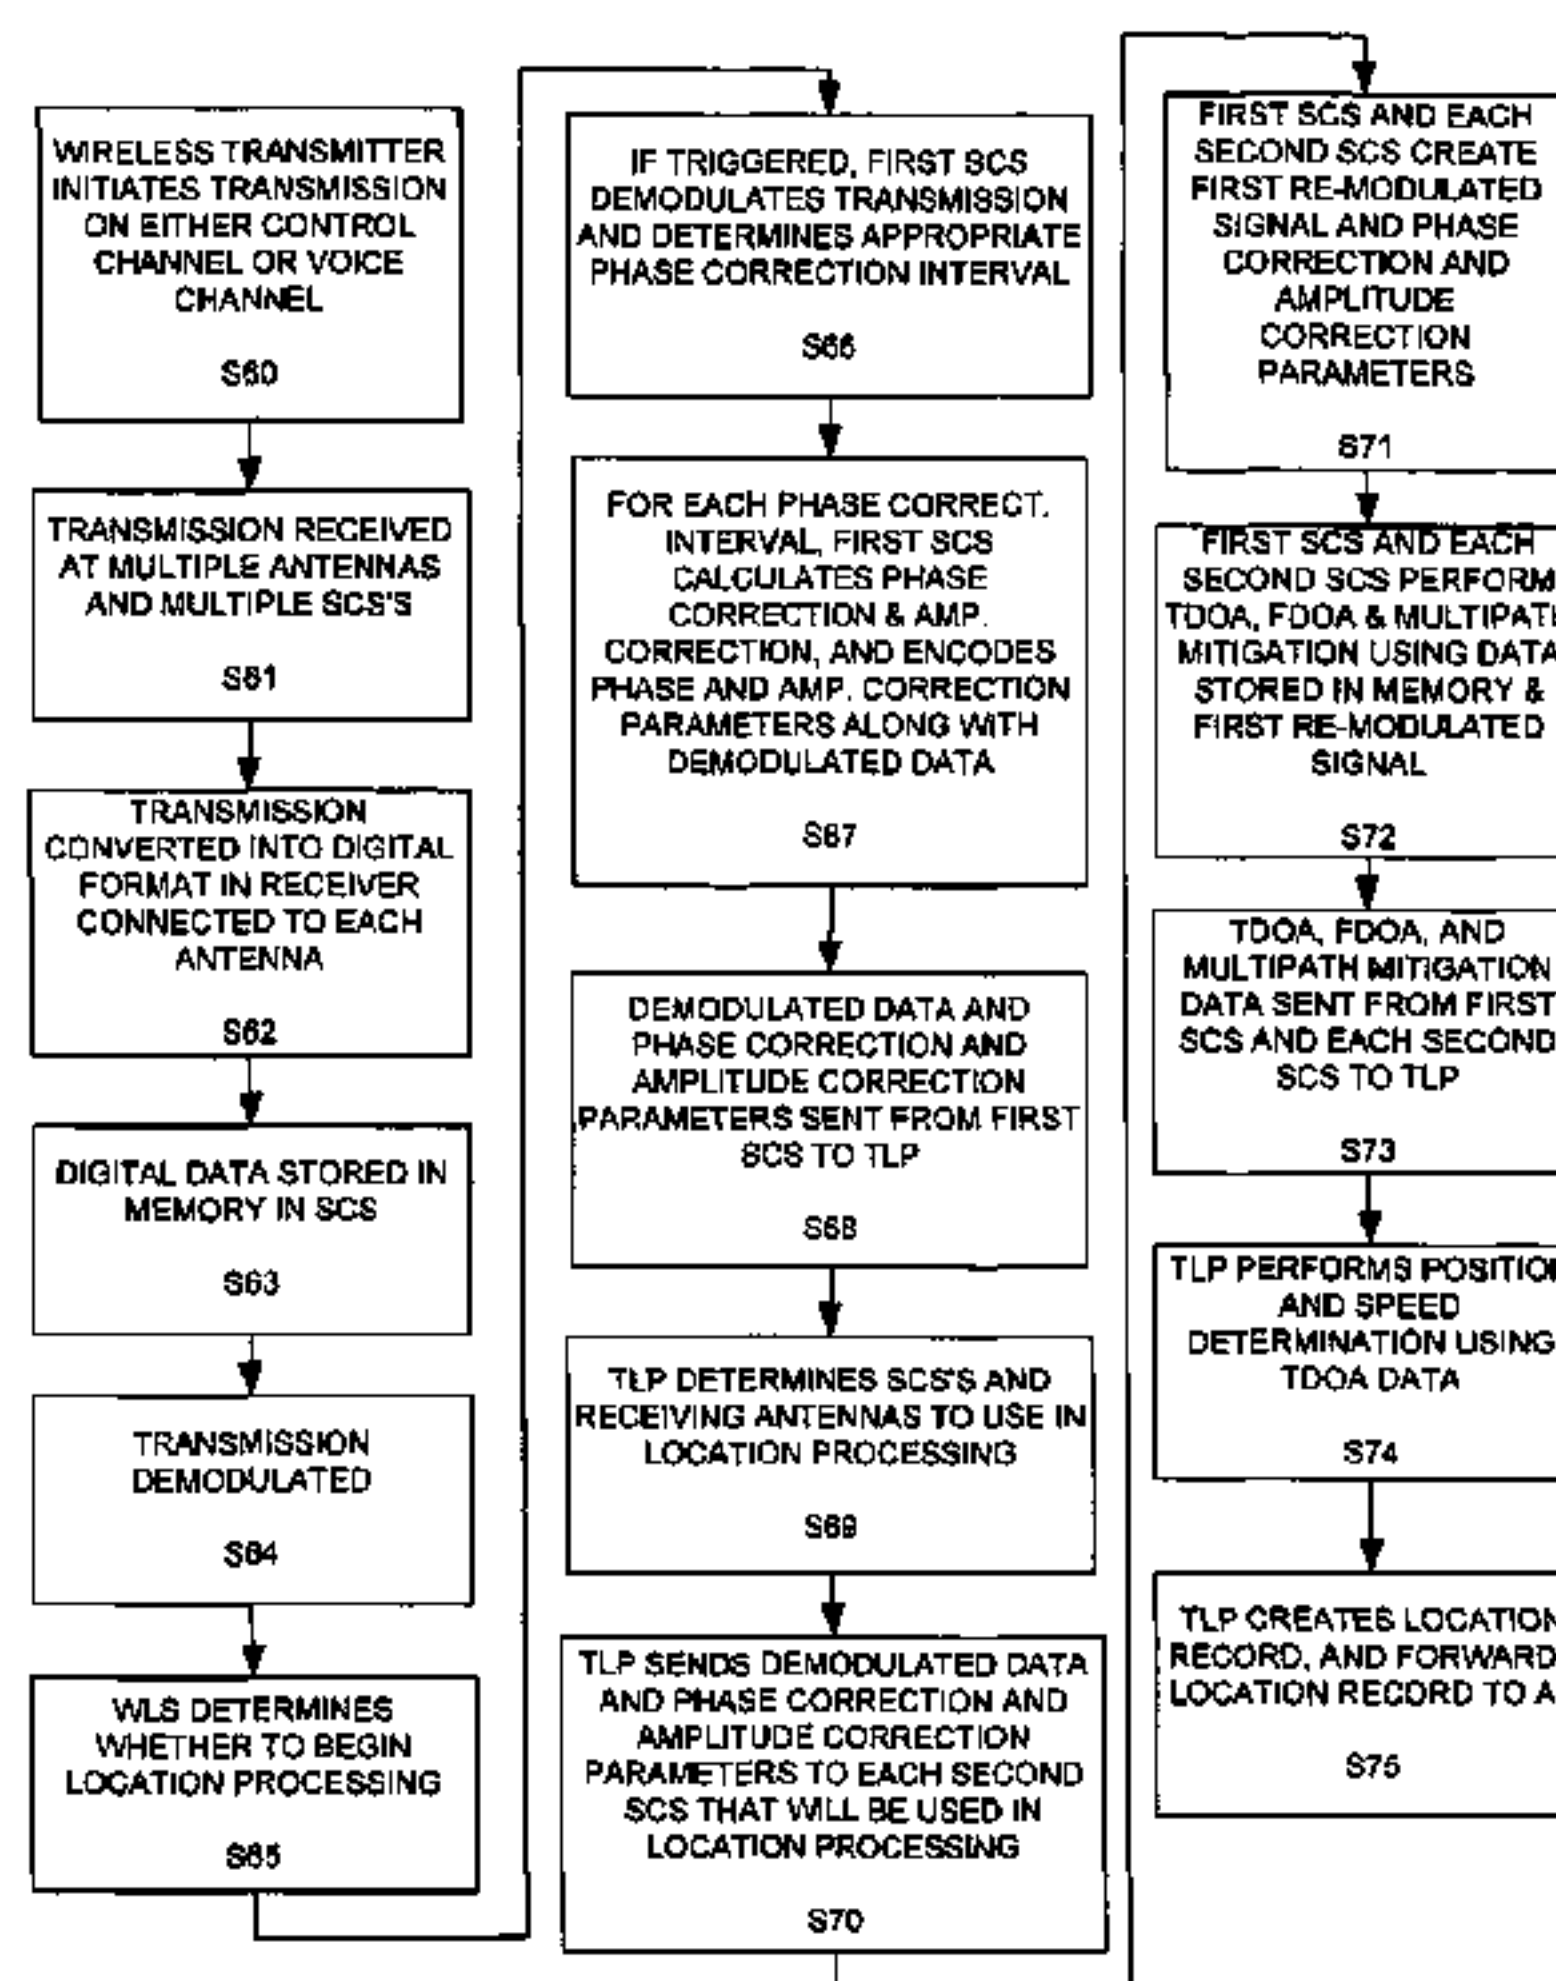 WIRELESS TRANSMITTER
INITIATES TRANSMISSION
ON EITHER CONTROL
CHANNEL OR VOICE
CHANNEL
S60
TRANSMISSION RECEIVED
AT MULTIPLE ANTENNAS
AND MULTIPLE SCS'S
S61
TRANSMISSION
CONVERTED INTO DIGITAL
FORMAT IN RECEIVER
CONNECTED TO EACH
ANTENNA
S62
DIGITAL DATA STORED IN
MEMORY IN SCS
S63
TRANSMISSION
DEMODULATED
S64
WLS DETERMINES
WHETHER TO BEGIN
LOCATION PROCESSING
S65
IF TRIGGERED, FIRST SCS
DEMODULATES TRANSMISSION
AND DETERMINES APPROPRIATE
PHASE CORRECTION INTERVAL
S66
FOR EACH PHASE CORRECT.
INTERVAL, FIRST SCS
CALCULATES PHASE
CORRECTION & AMP.
CORRECTION, AND ENCODES
PHASE AND AMP. CORRECTION
PARAMETERS ALONG WITH
DEMODULATED DATA
S67
DEMODULATED DATA AND
PHASE CORRECTION AND
AMPLITUDE CORRECTION
PARAMETERS SENT FROM FIRST
SCS TO TLP
S68
TLP DETERMINES SCS'S AND
RECEIVING ANTENNAS TO USE IN
LOCATION PROCESSING
S69
TLP SENDS DEMODULATED DATA
AND PHASE CORRECTION AND
AMPLITUDE CORRECTION
PARAMETERS TO EACH SECOND
SCS THAT WILL BE USED IN
LOCATION PROCESSING
S70
FIRST SCS AND EACH
SECOND SCS CREATE
FIRST RE-MODULATED
SIGNAL AND PHASE
CORRECTION AND
AMPLITUDE
CORRECTION
PARAMETERS
S71
FIRST SCS AND EACH
SECOND SCS PERFORM
TDOA, FDOA & MULTIPATH
MITIGATION USING DATA
STORED IN MEMORY &
FIRST RE-MODULATED
SIGNAL
S72
TDOA, FDOA, AND
MULTIPATH MITIGATION
DATA SENT FROM FIRST
SCS AND EACH SECOND
SCS TO TLP
S73
TLP PERFORMS POSITION
AND SPEED
DETERMINATION USING
TDOA DATA
S74
TLP CREATES LOCATION
RECORD, AND FORWARD
LOCATION RECORD TO
S75